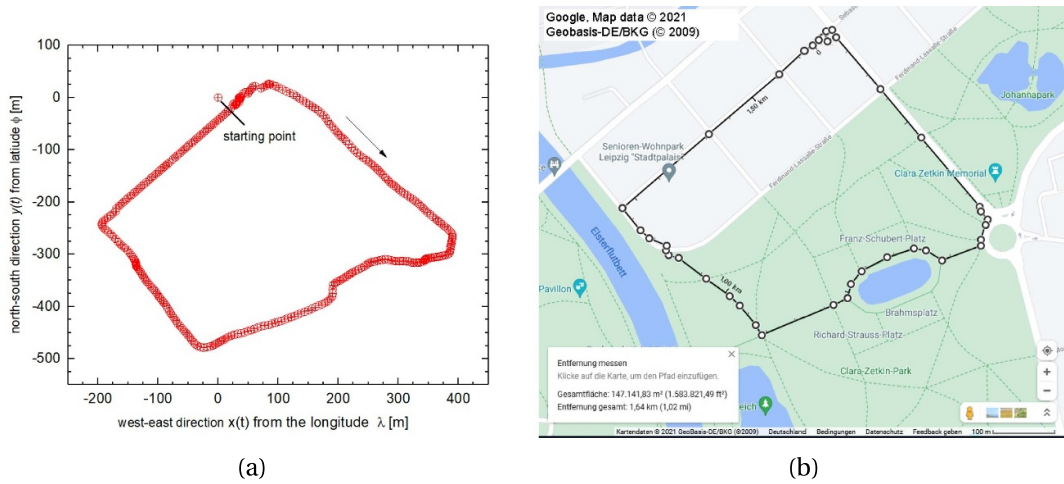 100
0
-100
-200
-300
-400
-500
-200
-100
0
100
200
300
400
north-south direction y(t) from latiude ϕ [m]
west-east direction x(t) from the longitude λ [m]
starting point
(a)
Google, Map data © 2021
Geobasis-DE/BKG (© 2009)
Ferdinand-Lassalle-Straße
Johannapark
1,50 km
0
Senioren-Wohnpark
Leipzig "Stadtpalais"
Ferdinand-Lassalle-Straße
Clara Zetkin Memorial
Elsterflutbett
Franz-Schubert-Platz
Pavillon
1,00 km
Brahmsplatz
Richard-Strauss-Platz
Clara-Zetkin-Park
Entfernung messen
Klicke auf die Karte, um den Pfad einzufügen.
Gesamtfläche: 147.141,83 m² (1.583.821,49 ft²)
Entfernung gesamt: 1,64 km (1,02 mi)
eich
Kartendaten © 2021 GeoBasis-DE/BKG (©2009) Deutschland Bedingungen Datenschutz Feedback geben 100 m
(b)